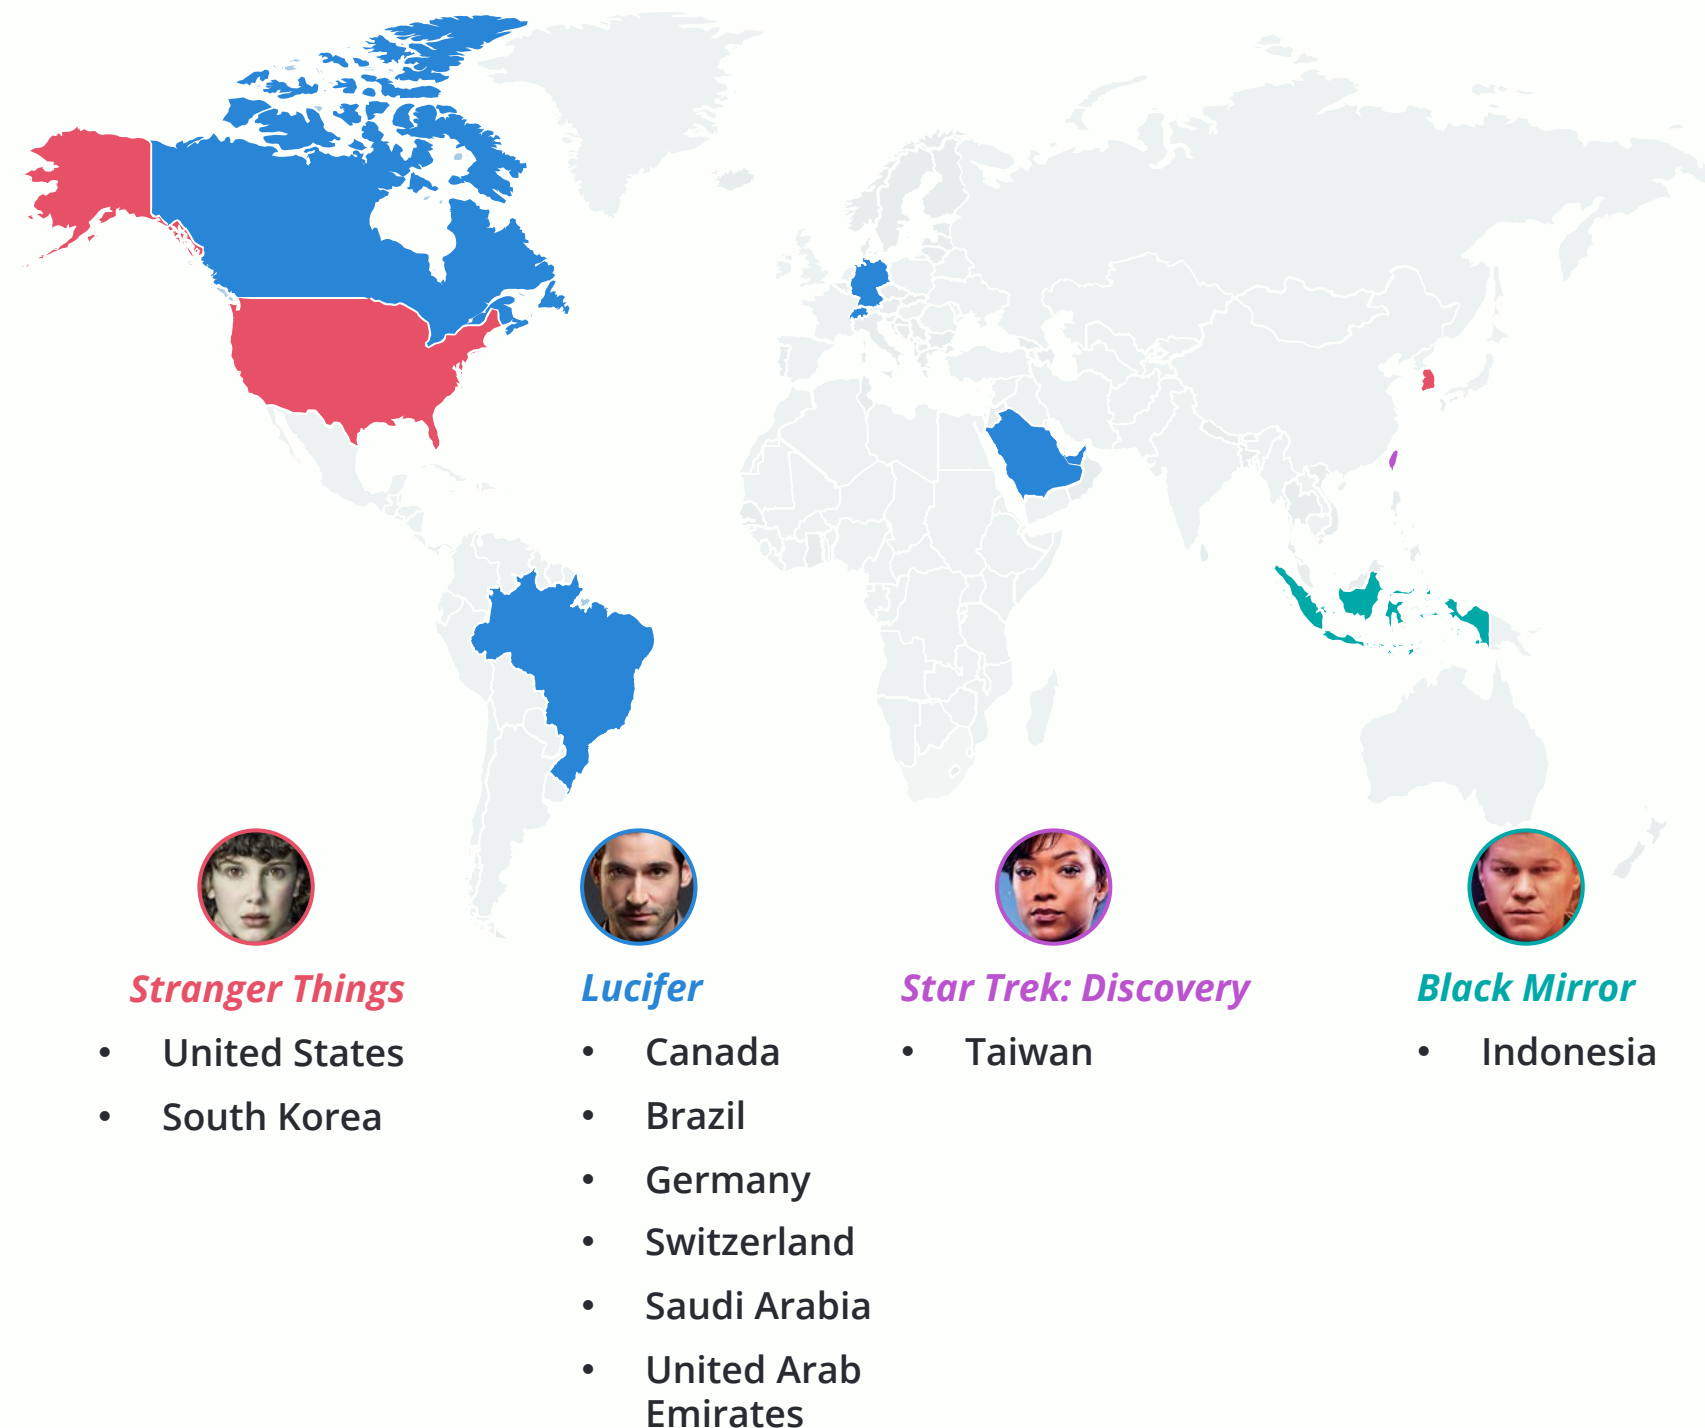 Stranger Things
• United States
• South Korea
Lucifer
• Canada
• Brazil
• Germany
• Switzerland
• Saudi Arabia
• United Arab
Emirates
Star Trek: Discovery
• Taiwan
Black Mirror
• Indonesia